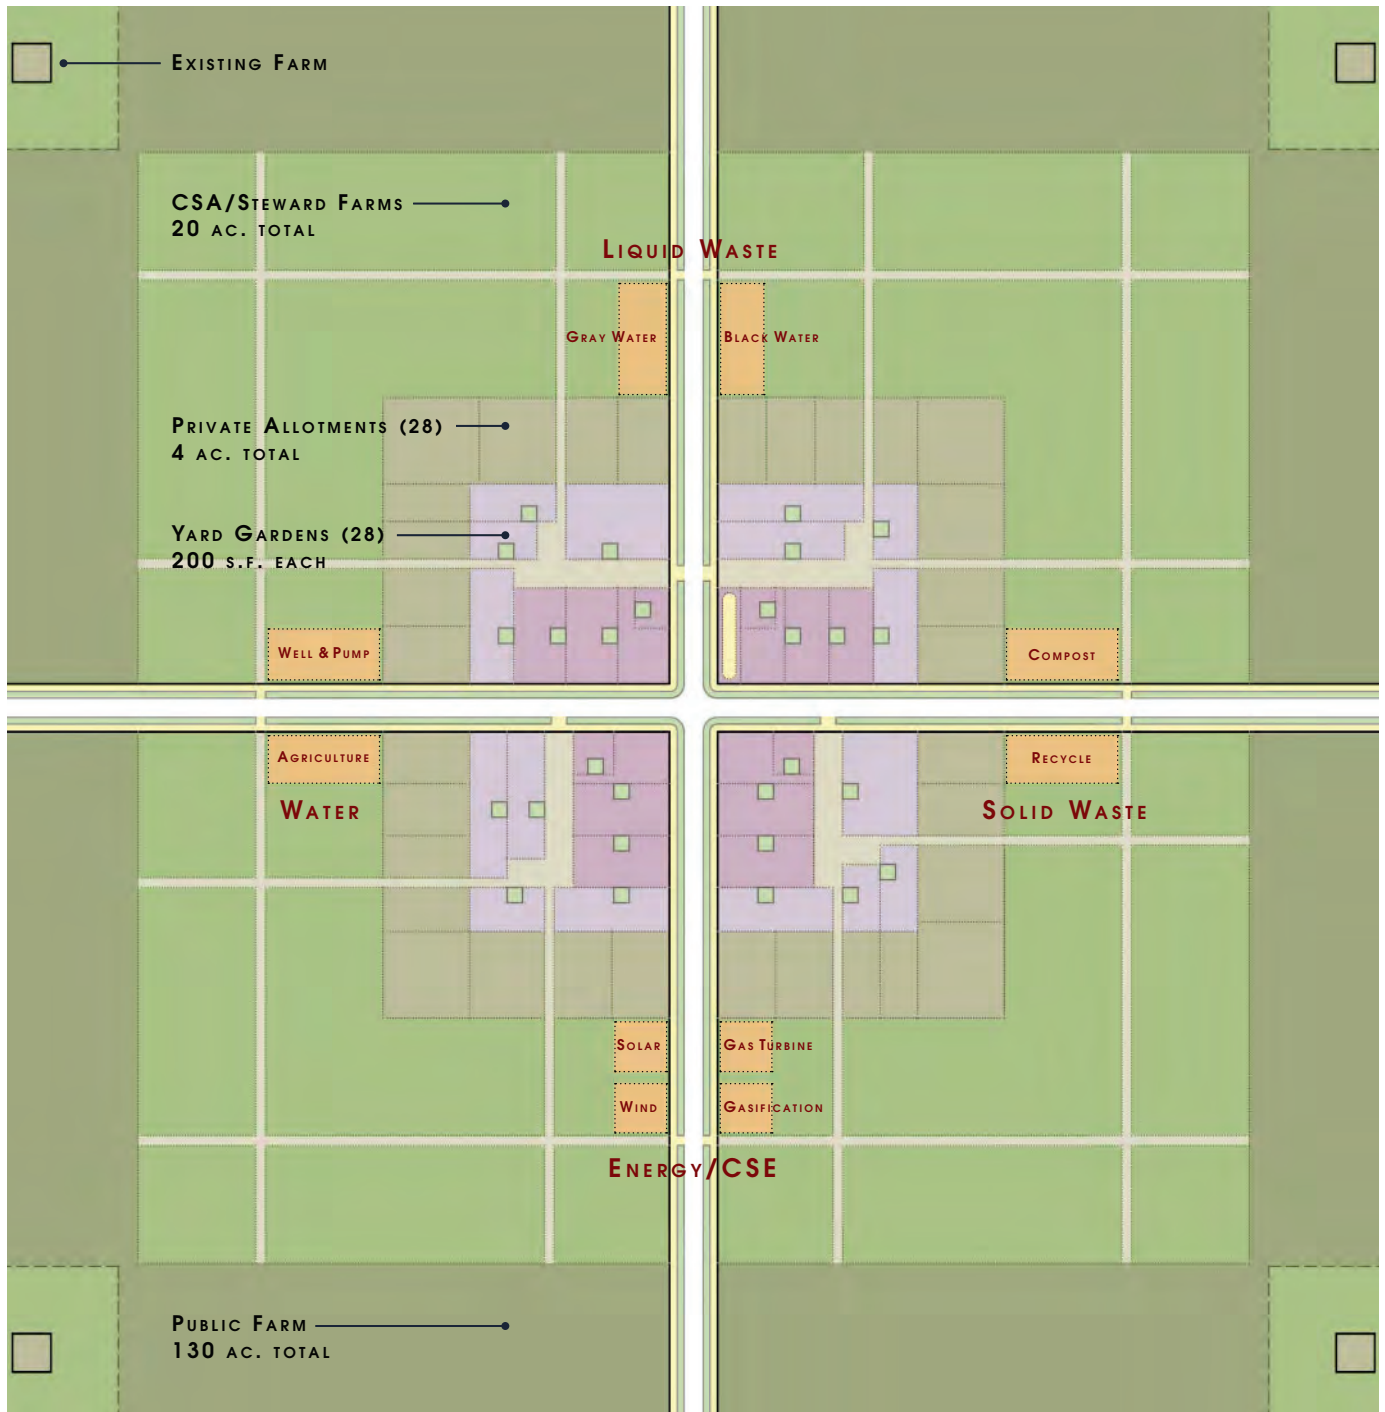 Existing Farm
CSA/Steward Farms
20 ac. total
Liquid Waste
Gray Water
Black Water
Private Allotments (28)
4 ac. total
Yard Gardens (28)
200 s.f. each
Well & Pump
Compost
Agriculture
Recycle
Water
Solid Waste
Solar
Gas Turbine
Wind
Gasification
Energy/CSE
Public Farm
130 ac. total